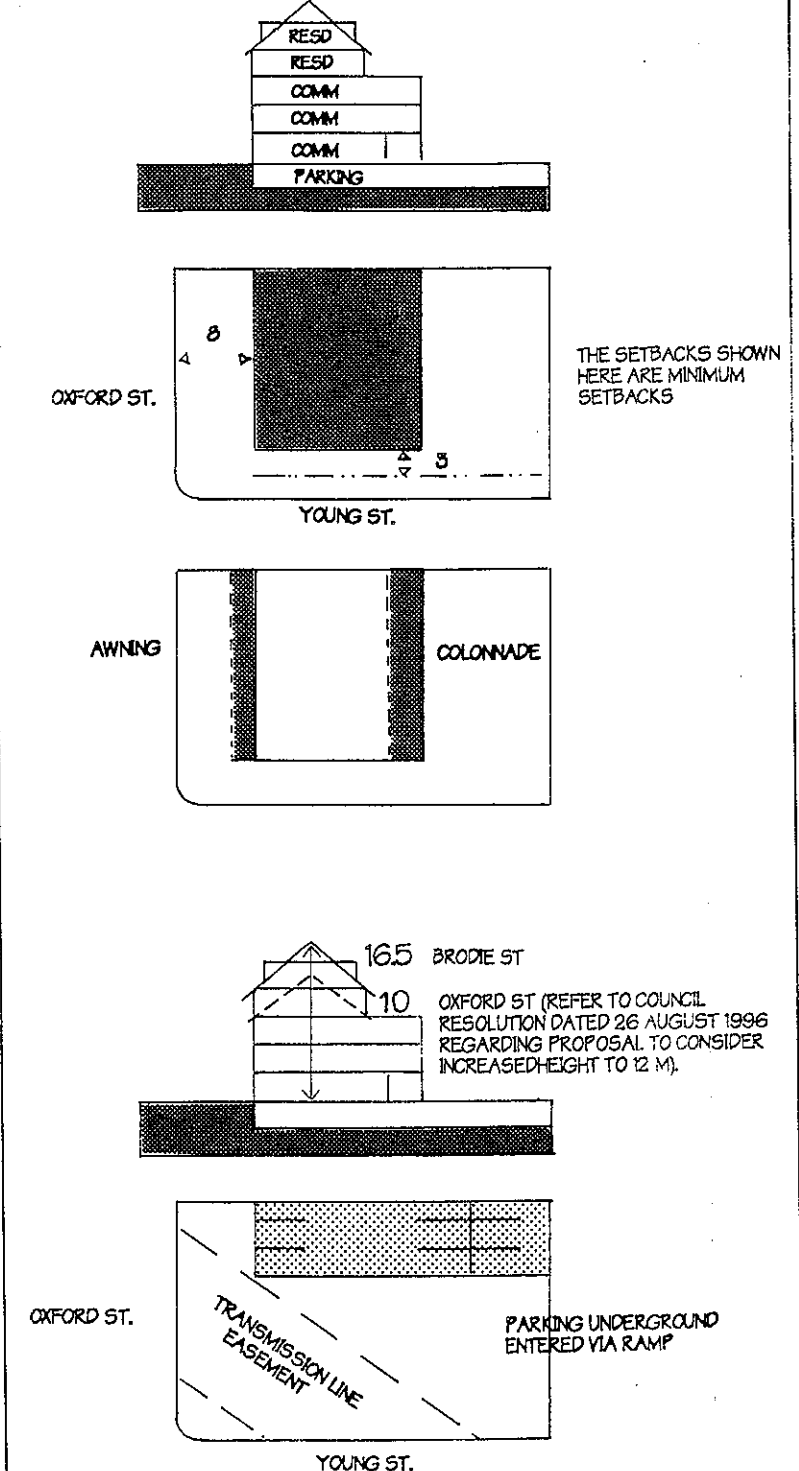 RESD
RESD
COMM
COMM
COMM
PARKING
8
THE SETBACKS SHOWN
HERE ARE MINIMUM
SETBACKS
OXFORD ST.
3
YOUNG ST.
AWNING
COLONNADE
16.5 BRODIE ST
10 OXFORD ST (REFER TO COUNCIL
RESOLUTION DATED 26 AUGUST 1996
REGARDING PROPOSAL TO CONSIDER
INCREASEDHEIGHT TO 12 M).
OXFORD ST.
TRANSMISSION LINE
EASEMENT
PARKING UNDERGROUND
ENTERED VIA RAMP
YOUNG ST.